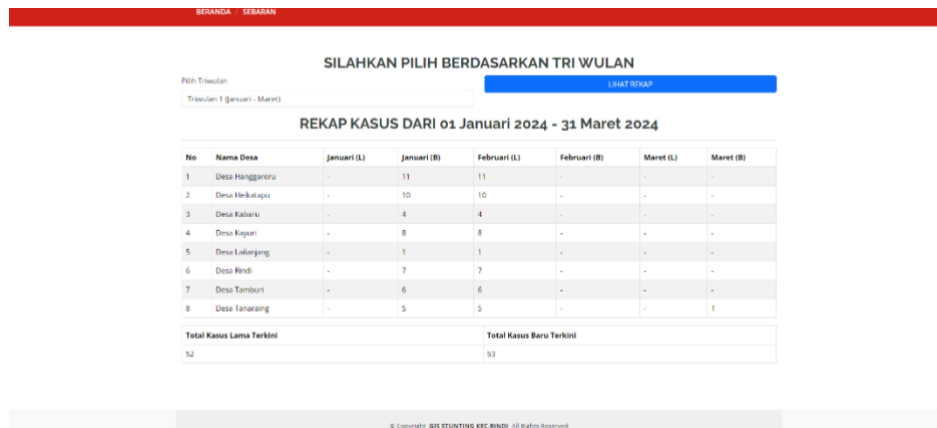 BERANDA / SEBARAN
SILAHKAN PILIH BERDASARKAN TRI WULAN
Pilih Triwulan
LIHAT REKAP
Triwulan 1 (Januari - Maret)
REKAP KASUS DARI 01 Januari 2024 - 31 Maret 2024
No Nama Desa Januari (L) Januari (B) Februari (L) Februari (B) Maret (L) Maret (B)
1 Desa Hanggaroru - 11 11 - - -
2 Desa Heikatapu - 10 10 - - -
3 Desa Kabaru - 4 4 - - -
4 Desa Kayuri - 8 8 - - -
5 Desa Lailanjang - 1 1 - - -
6 Desa Rindi - 7 7 - - -
7 Desa Tamburi - 6 6 - - -
8 Desa Tanaraing - 5 5 - - 1
Total Kasus Lama Terkini Total Kasus Baru Terkini
52 53
© Copyright GIS STUNTING KEC.RINDI. All Rights Reserved